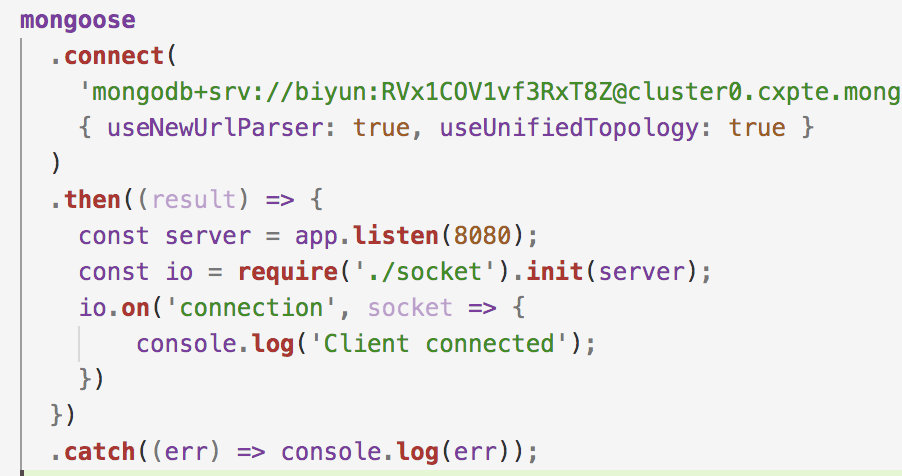 mongoose
.connect(
'mongodb+srv://biyun:RVx1COV1vf3RxT8Z@cluster0.cxpte.mong
{ useNewUrlParser: true, useUnifiedTopology: true }
)
.then((result) => {
const server = app.listen(8080);
const io = require('./socket').init(server);
io.on('connection', socket => {
console.log('Client connected');
})
})
.catch((err) => console.log(err));